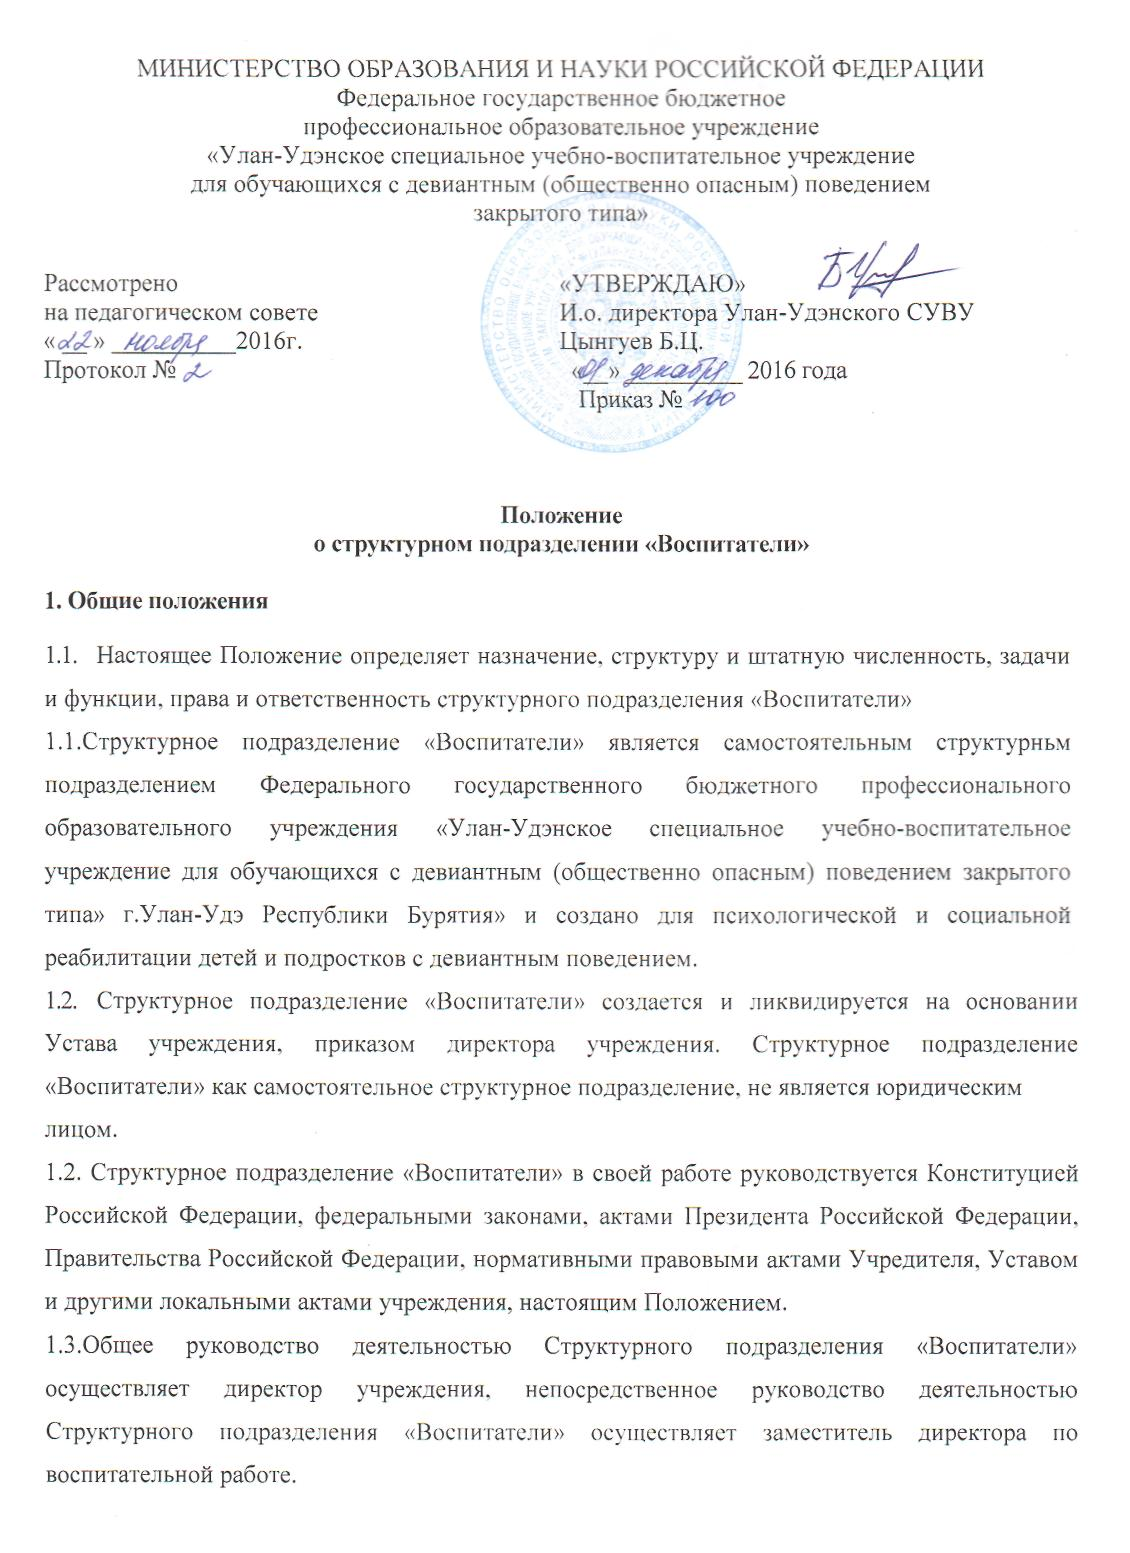 МИНИСТЕРСТВО ОБРАЗОВАНИЯ И НАУКИ РОССИЙСКОЙ ФЕДЕРАЦИИ
Федеральное государственное бюджетное
профессиональное образовательное учреждение
«Улан-Удэнское специальное учебно-воспитательное учреждение
для обучающихся с девиантным (общественно опасным) поведением
закрытого типа»
Рассмотрено
на педагогическом совете
«22» ноября 2016г.
Протокол № 2
«УТВЕРЖДАЮ»
И.о. директора Улан-Удэнского СУВУ
Цынгуев Б.Ц.
«01» декабря 2016 года
Приказ № 100
Положение
о структурном подразделении «Воспитатели»
1. Общие положения
1.1. Настоящее Положение определяет назначение, структуру и штатную численность, задачи
и функции, права и ответственность структурного подразделения «Воспитатели»
1.1.Структурное подразделение «Воспитатели» является самостоятельным структурньм
подразделением Федерального государственного бюджетного профессионального
образовательного учреждения «Улан-Удэнское специальное учебно-воспитательное
учреждение для обучающихся с девиантным (общественно опасным) поведением закрытого
типа» г.Улан-Удэ Республики Бурятия» и создано для психологической и социальной
реабилитации детей и подростков с девиантным поведением.
1.2. Структурное подразделение «Воспитатели» создается и ликвидируется на основании
Устава учреждения, приказом директора учреждения. Структурное подразделение
«Воспитатели» как самостоятельное структурное подразделение, не является юридическим
лицом.
1.2. Структурное подразделение «Воспитатели» в своей работе руководствуется Конституцией
Российской Федерации, федеральными законами, актами Президента Российской Федерации,
Правительства Российской Федерации, нормативными правовыми актами Учредителя, Уставом
и другими локальными актами учреждения, настоящим Положением.
1.3.Общее руководство деятельностью Структурного подразделения «Воспитатели»
осуществляет директор учреждения, непосредственное руководство деятельностью
Структурного подразделения «Воспитатели» осуществляет заместитель директора по
воспитательной работе.